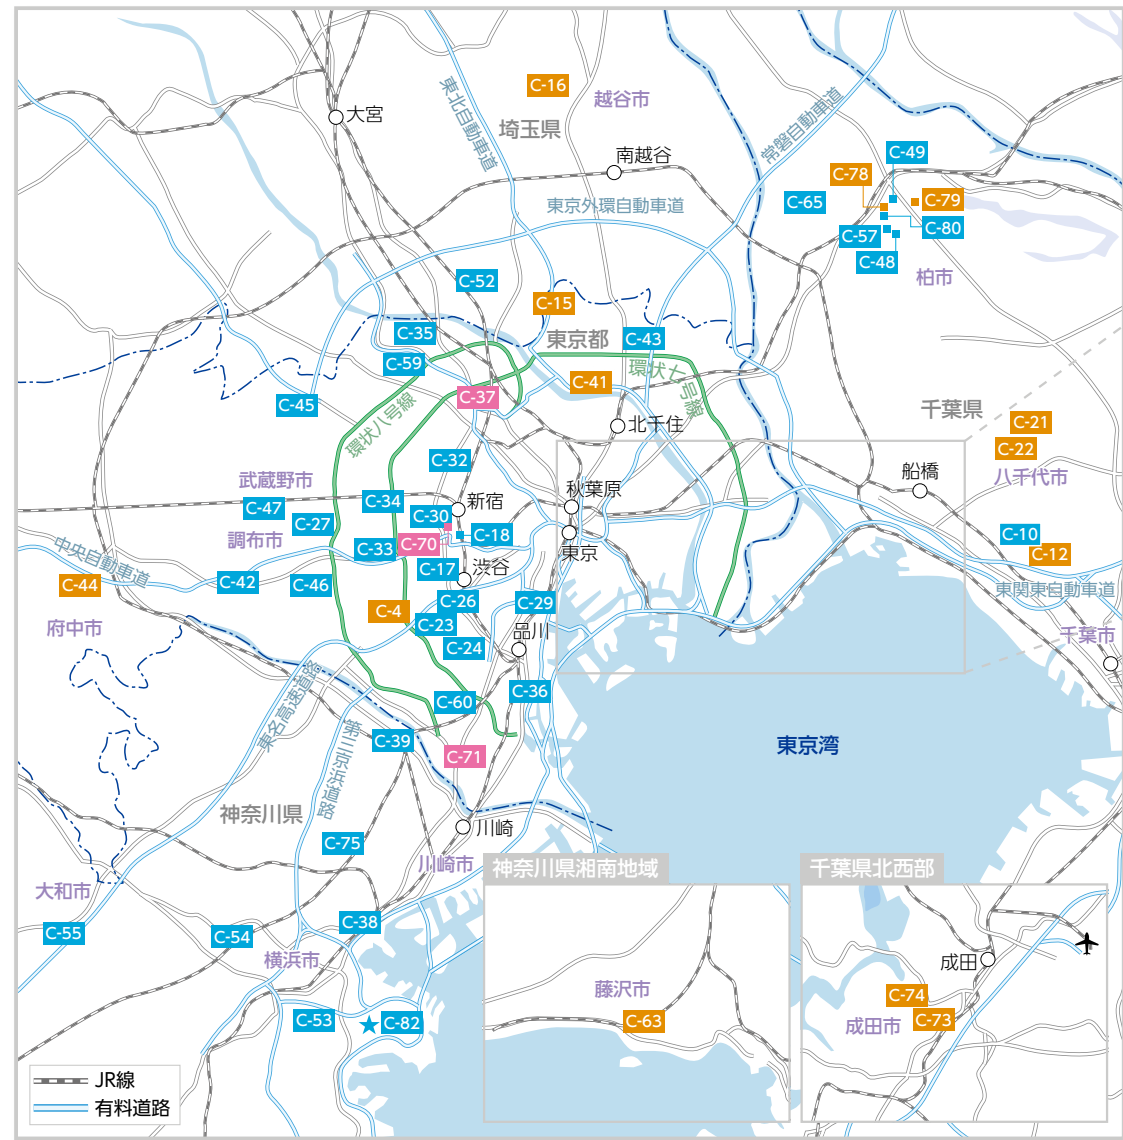 C-16
越谷市
大宮
東北自動車道
埼玉県
常磐自動車道
南越谷
C-49
C-78
C-65
C-79
東京外環自動車道
C-80
C-57
C-48
柏市
C-52
C-15
C-35
東京都
C-43
C-59
環状七号線
C-41
C-37
C-45
環状八号線
千葉県
C-21
北千住
C-22
C-32
武蔵野市
船橋
八千代市
C-47
C-34
新宿
秋葉原
C-27
C-30
調布市
C-18
C-10
中央自動車道
C-33
C-70
東京
C-12
C-44
C-42
C-46
C-17
渋谷
東関東自動車道
C-4
C-26
C-29
府中市
C-23
品川
千葉市
C-24
東名高速道路
C-36
C-60
第三京浜道路
C-39
東京湾
C-71
神奈川県
川崎
C-75
川崎市
神奈川県湘南地域
千葉県北西部
大和市
C-55
C-54
C-38
横浜市
成田
藤沢市
C-74
C-53
C-82
C-63
成田市
C-73
JR線
有料道路